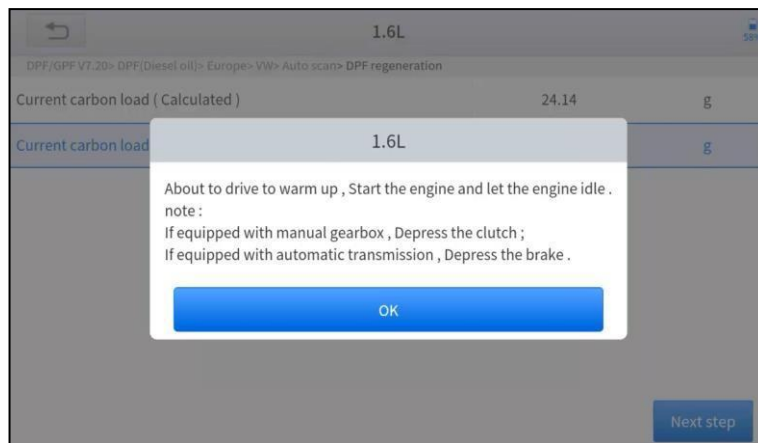 1.6L
58%
DPF/GPF V7.20> DPF(Diesel oil)> Europe> VW> Auto scan> DPF regeneration
Current carbon load ( Calculated ) 24.14 g
Current carbon load g
1.6L
About to drive to warm up , Start the engine and let the engine idle .
note :
If equipped with manual gearbox , Depress the clutch ;
If equipped with automatic transmission , Depress the brake .
OK
Next step